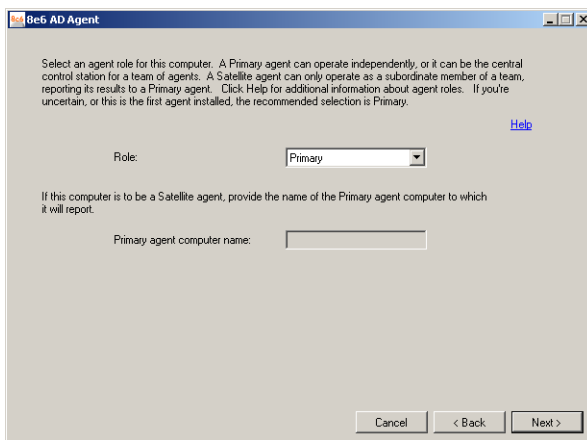 8e6 AD Agent
Select an agent role for this computer. A Primary agent can operate independently, or it can be the central
control station for a team of agents. A Satellite agent can only operate as a subordinate member of a team,
reporting its results to a Primary agent. Click Help for additional information about agent roles. If you're
uncertain, or this is the first agent installed, the recommended selection is Primary.
Help
Role: Primary
If this computer is to be a Satellite agent, provide the name of the Primary agent computer to which
it will report.
Primary agent computer name:
Cancel < Back Next >